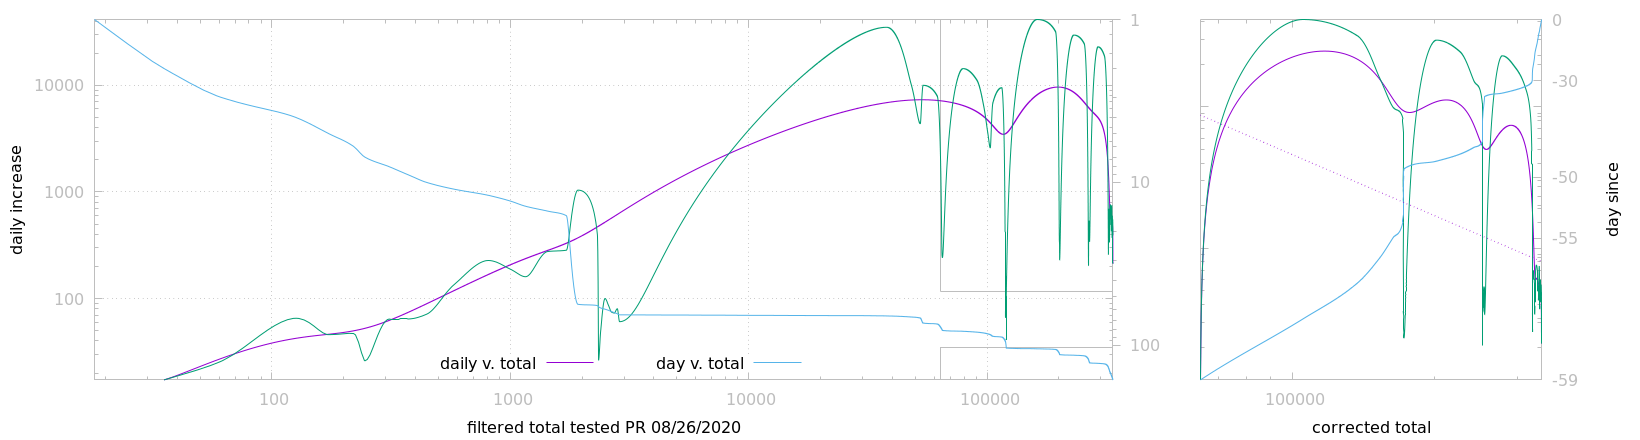 1
0
10000
-30
daily increase
1000
10
-50
day since
-55
100
daily v. total
day v. total
100
-59
100
1000
10000
100000
100000
filtered total tested PR 08/26/2020
corrected total